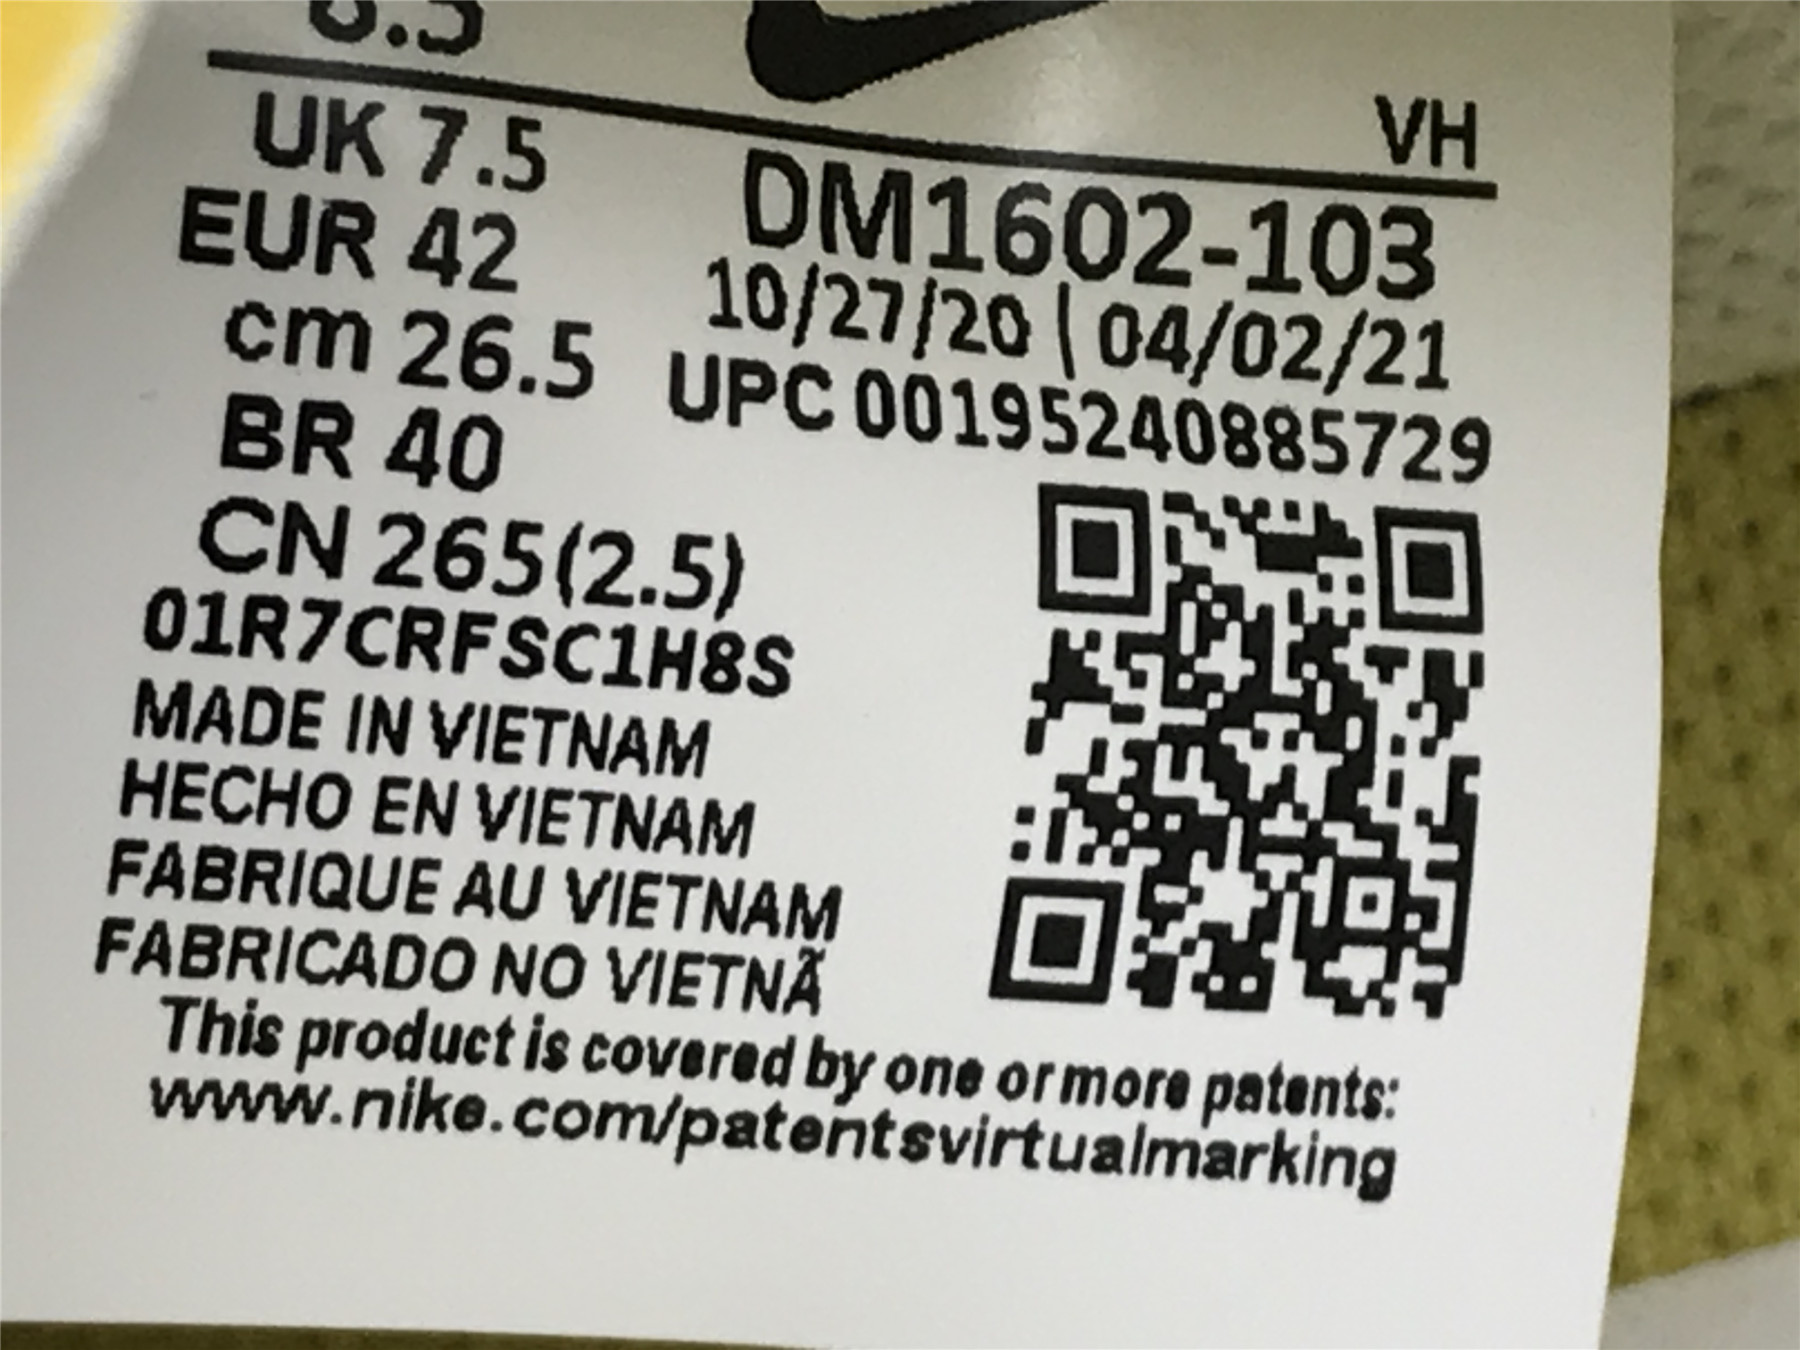 8.5
VH
UK 7.5
EUR 42
cm 26.5
BR 40
CN 265(2.5)
DM1602-103
10/27/20 | 04/02/21
UPC 00195240885729
01R7CRFSC1H8S
MADE IN VIETNAM
HECHO EN VIETNAM
FABRIQUE AU VIETNAM
FABRICADO NO VIETNÃ
This product is covered by one or more patents:
www.nike.com/patentsvirtualmarking